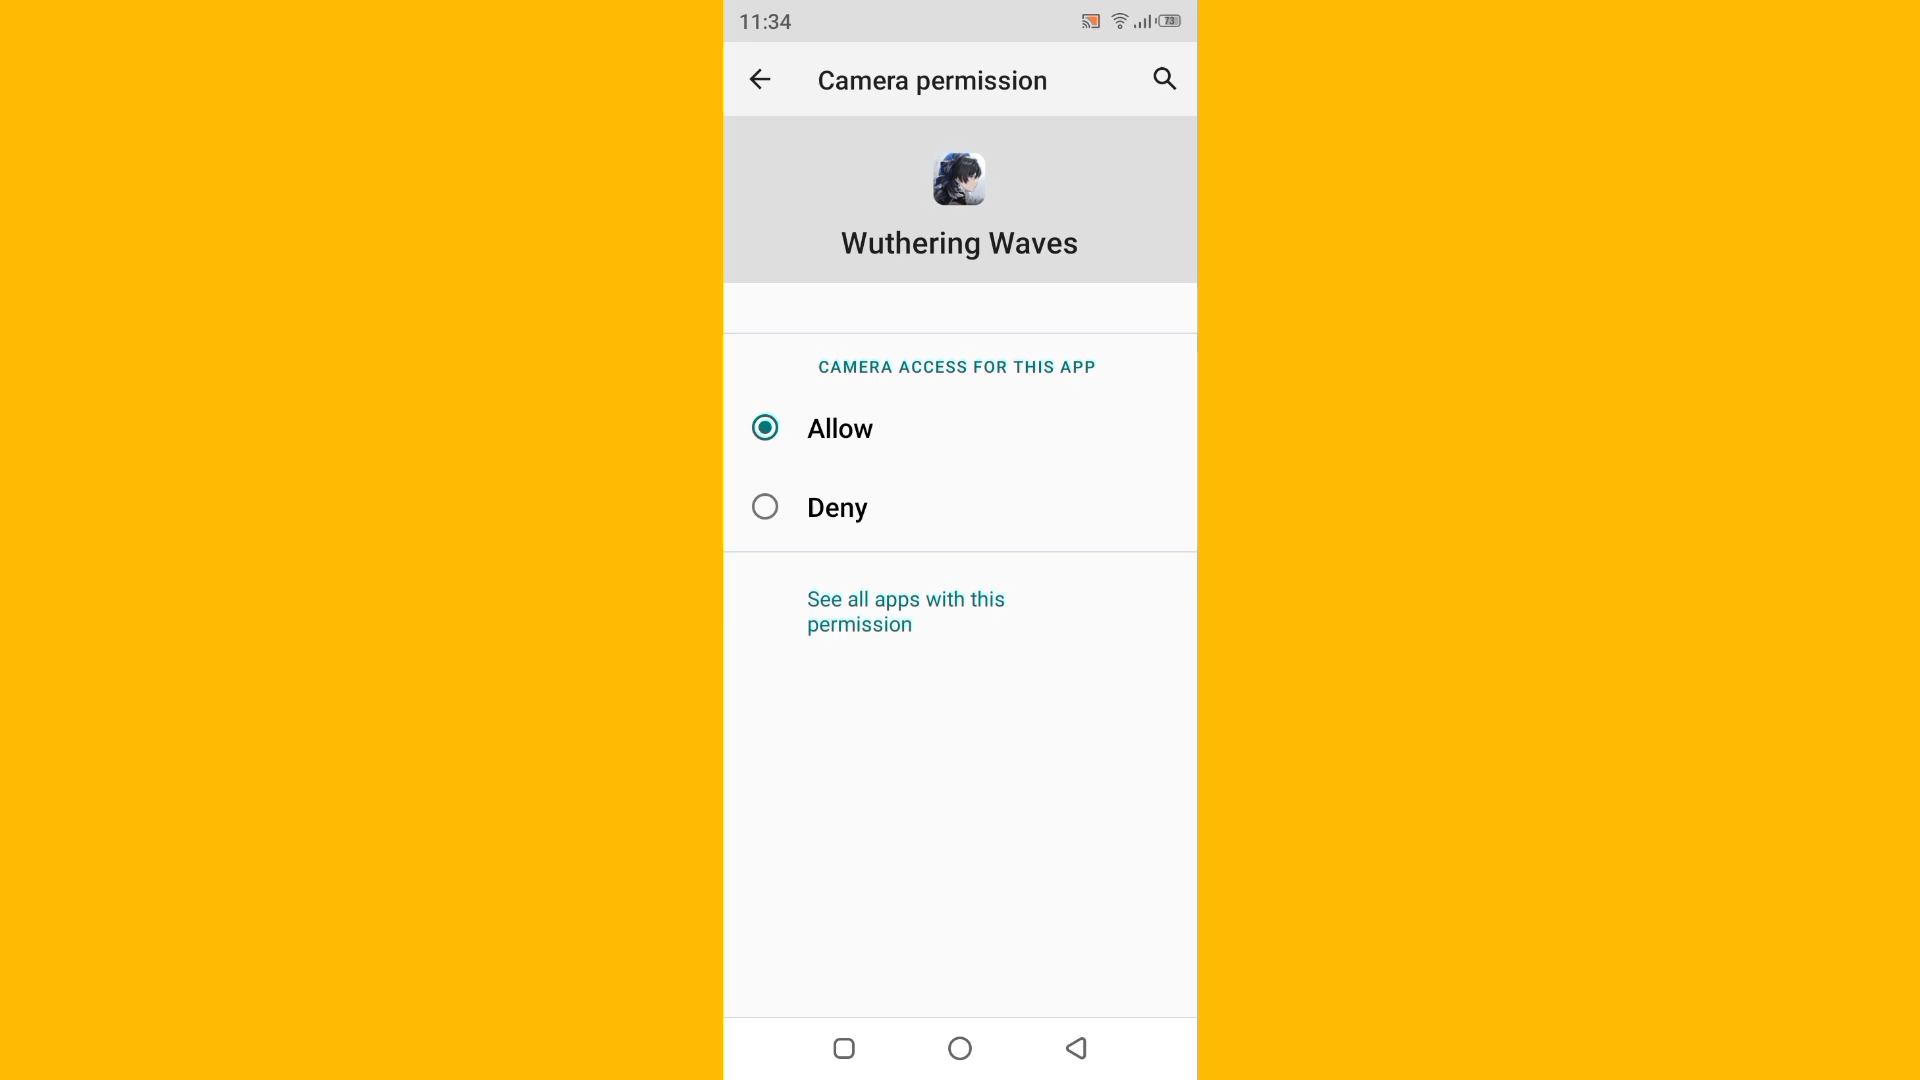 11:34
73
Camera permission
Wuthering Waves
CAMERA ACCESS FOR THIS APP
Allow
Deny
See all apps with this
permission